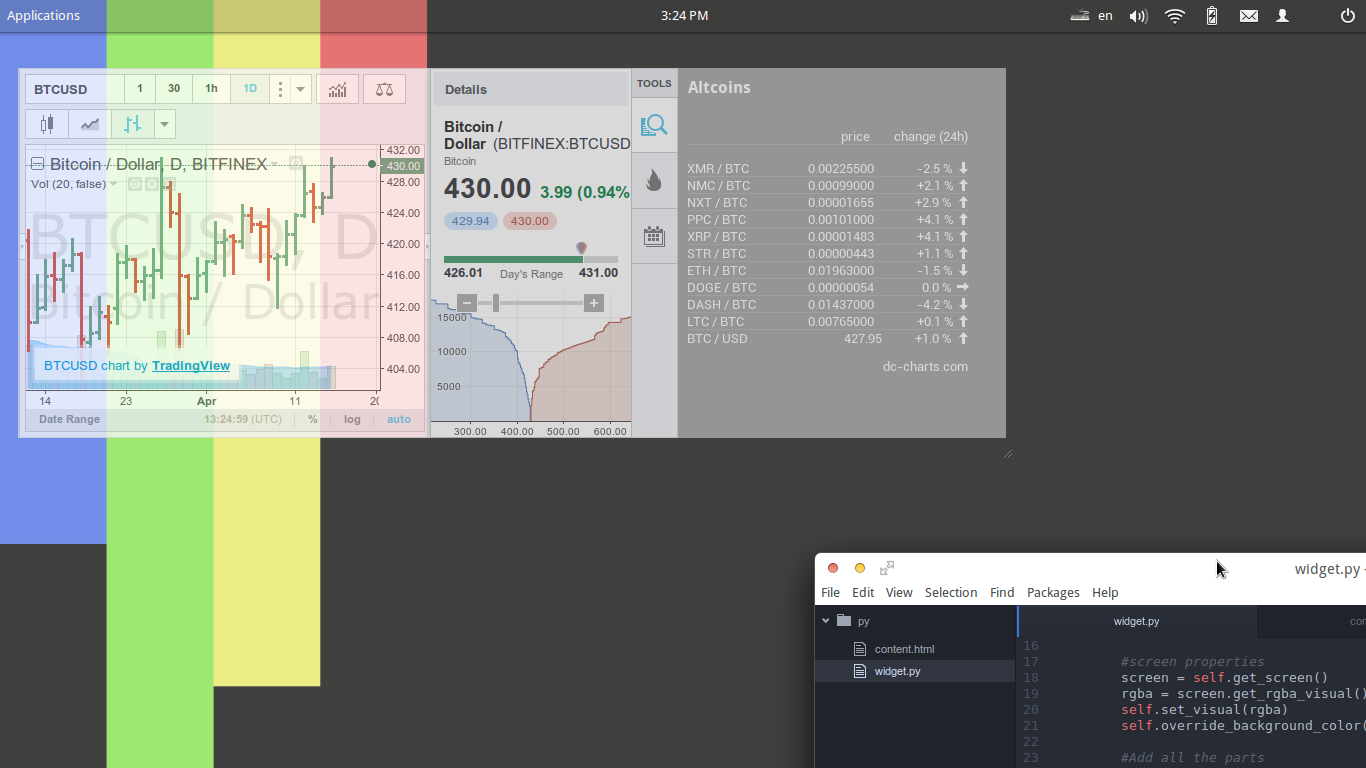 Applications
3:24 PM
en
BTCUSD
1
30
1h
1D
Bitcoin / Dollar, D, BITFINEX
Vol (20, false)
BTCUSD, D
Bitcoin / Dollar
432.00
430.00
428.00
424.00
420.00
416.00
412.00
408.00
404.00
BTCUSD chart by TradingView
14 23 Apr 11 20
Date Range 13:24:59 (UTC) % log auto
Details
Bitcoin /
Dollar (BITFINEX:BTCUSD
Bitcoin
430.00 3.99 (0.94%
429.94 430.00
426.01 Day's Range 431.00
15000
10000
5000
300.00 400.00 500.00 600.00
TOOLS
Altcoins
price change (24h)
XMR / BTC 0.00225500 -2.5 %
NMC / BTC 0.00099000 +2.1 %
NXT / BTC 0.00001655 +2.9 %
PPC / BTC 0.00101000 +4.1 %
XRP / BTC 0.00001483 +4.1 %
STR / BTC 0.00000443 +1.1 %
ETH / BTC 0.01963000 -1.5 %
DOGE / BTC 0.00000054 0.0 %
DASH / BTC 0.01437000 -4.2 %
LTC / BTC 0.00765000 +0.1 %
BTC / USD 427.95 +1.0 %
dc-charts.com
widget.py -
File Edit View Selection Find Packages Help
py
content.html
widget.py
widget.py
con
16
17 #screen properties
18 screen = self.get_screen()
19 rgba = screen.get_rgba_visual()
20 self.set_visual(rgba)
21 self.override_background_color(
22
23 #Add all the parts